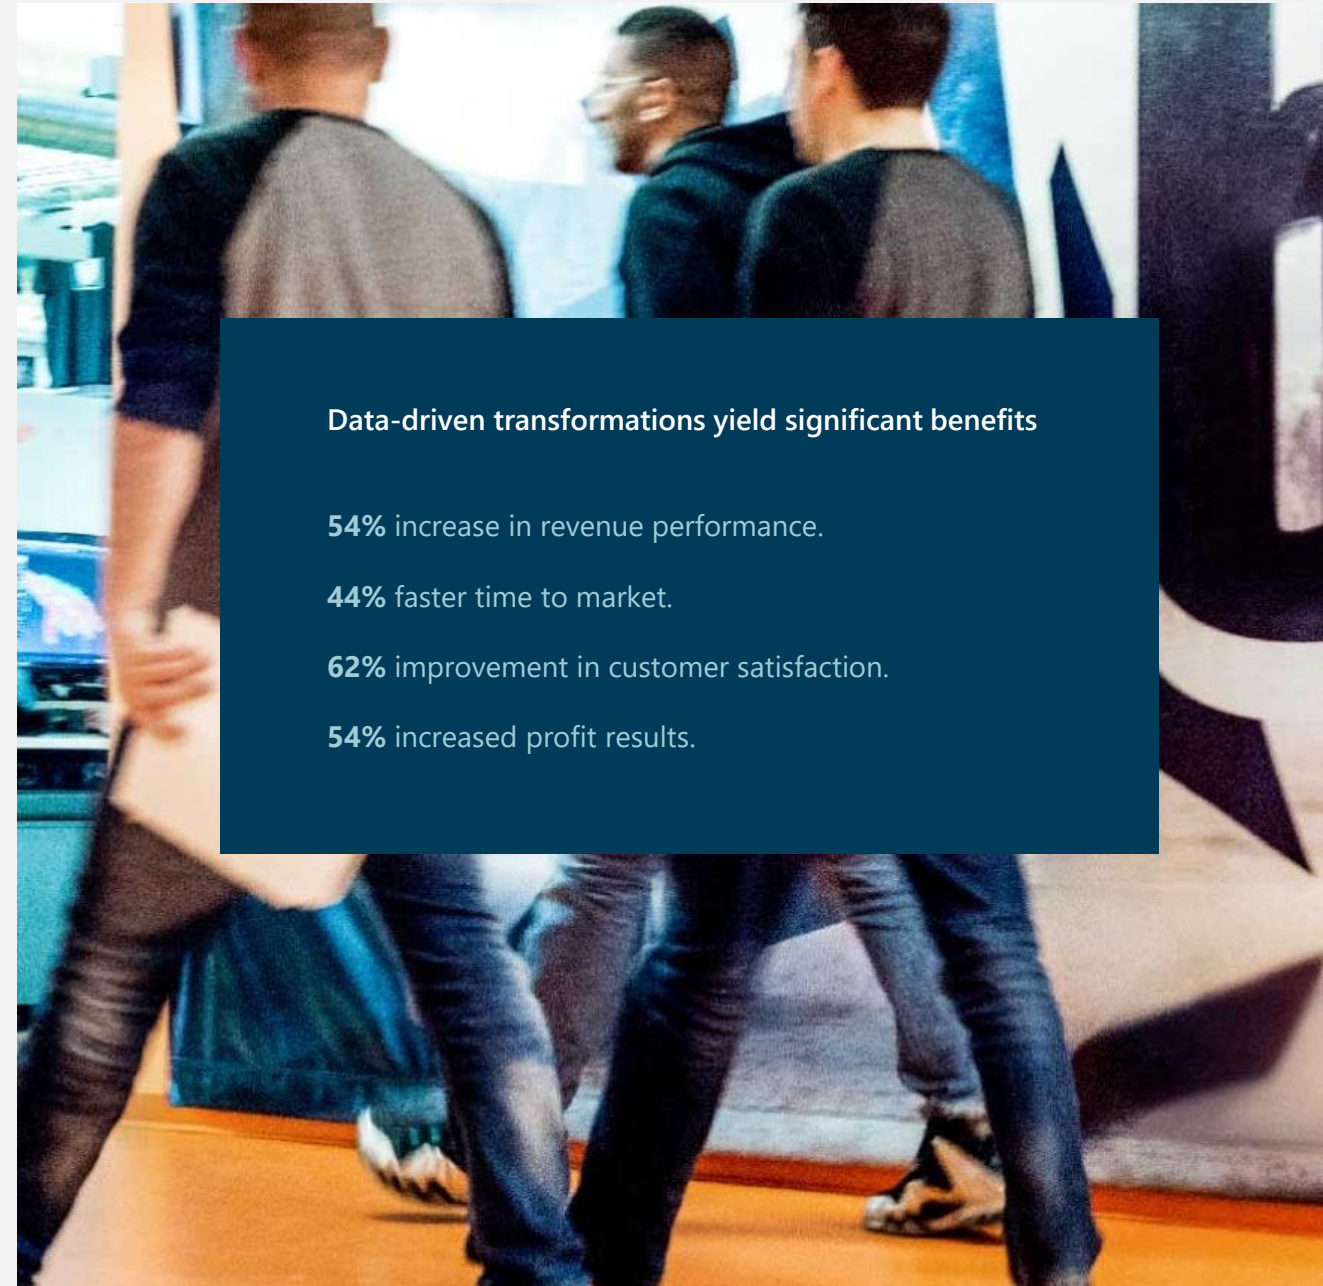 Data-driven transformations yield significant benefits
54% increase in revenue performance.
44% faster time to market.
62% improvement in customer satisfaction.
54% increased profit results.